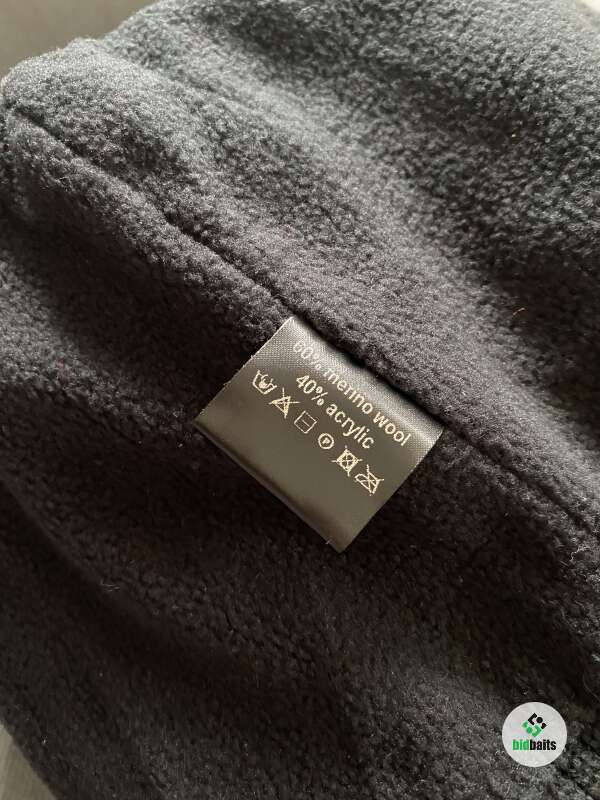 60% merino wool
40% acrylic
P
bidbaits